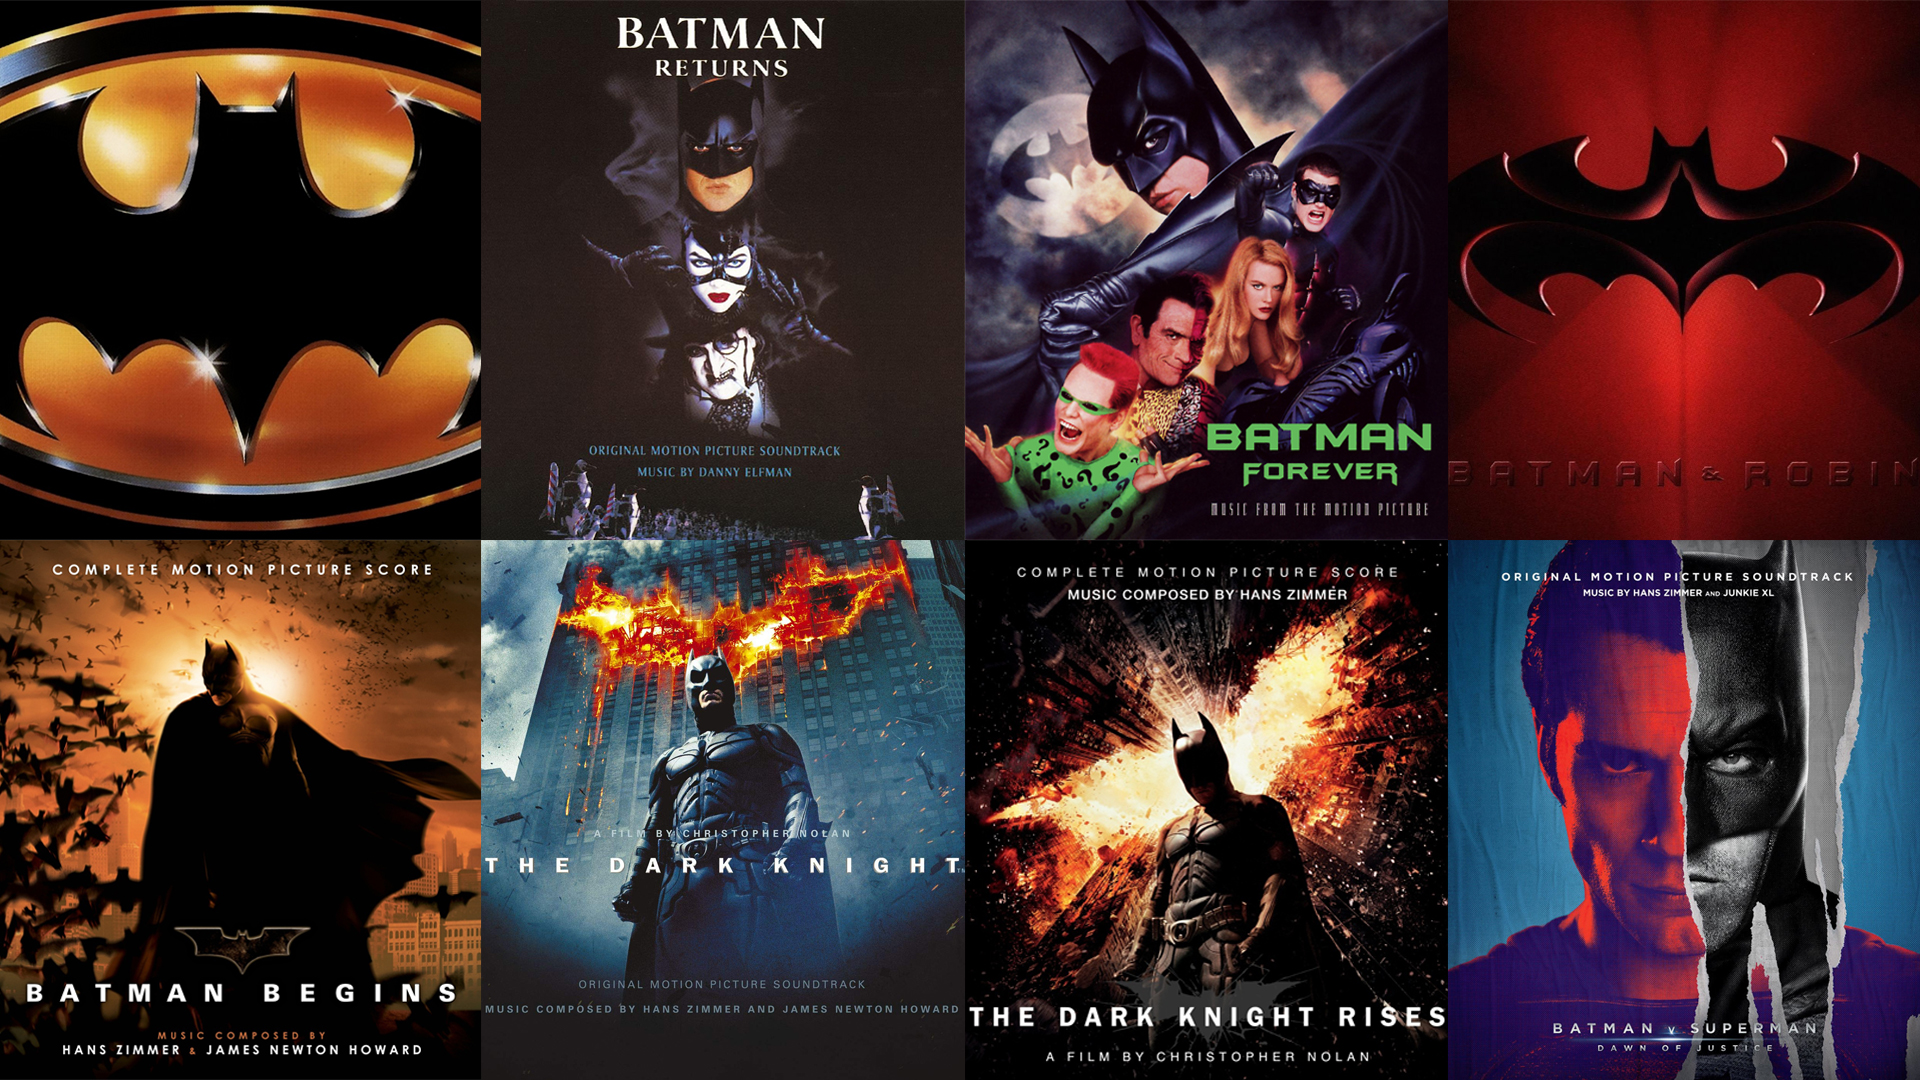 BATMAN
RETURNS
ORIGINAL MOTION PICTURE SOUNDTRACK
MUSIC BY DANNY ELFMAN
BATMAN
FOREVER
MUSIC FROM THE MOTION PICTURE
BATMAN & ROBIN
COMPLETE MOTION PICTURE SCORE
BATMAN BEGINS
MUSIC COMPOSED BY
HANS ZIMMER & JAMES NEWTON HOWARD
A FILM BY CHRISTOPHER NOLAN
THE DARK KNIGHT
ORIGINAL MOTION PICTURE SOUNDTRACK
MUSIC COMPOSED BY HANS ZIMMER AND JAMES NEWTON HOWARD
COMPLETE MOTION PICTURE SCORE
MUSIC COMPOSED BY HANS ZIMMER
THE DARK KNIGHT RISES
A FILM BY CHRISTOPHER NOLAN
ORIGINAL MOTION PICTURE SOUNDTRACK
MUSIC BY HANS ZIMMER AND JUNKIE XL
BATMAN v SUPERMAN
DAWN OF JUSTICE